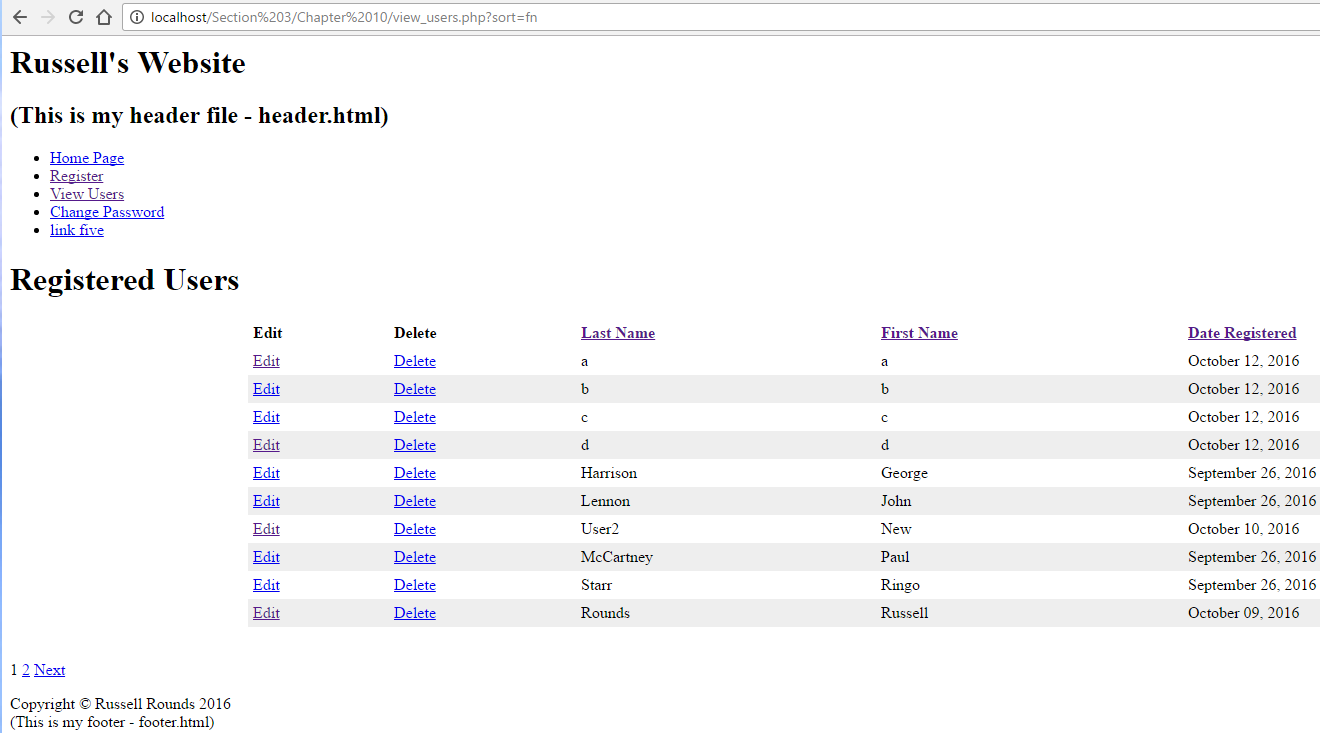 localhost/Section%203/Chapter%2010/view_users.php?sort=fn
Russell's Website
(This is my header file - header.html)
Home Page
Register
View Users
Change Password
link five
Registered Users
Edit Delete Last Name First Name Date Registered
Edit Delete a a October 12, 2016
Edit Delete b b October 12, 2016
Edit Delete c c October 12, 2016
Edit Delete d d October 12, 2016
Edit Delete Harrison George September 26, 2016
Edit Delete Lennon John September 26, 2016
Edit Delete User2 New October 10, 2016
Edit Delete McCartney Paul September 26, 2016
Edit Delete Starr Ringo September 26, 2016
Edit Delete Rounds Russell October 09, 2016
1 2 Next
Copyright © Russell Rounds 2016
(This is my footer - footer.html)